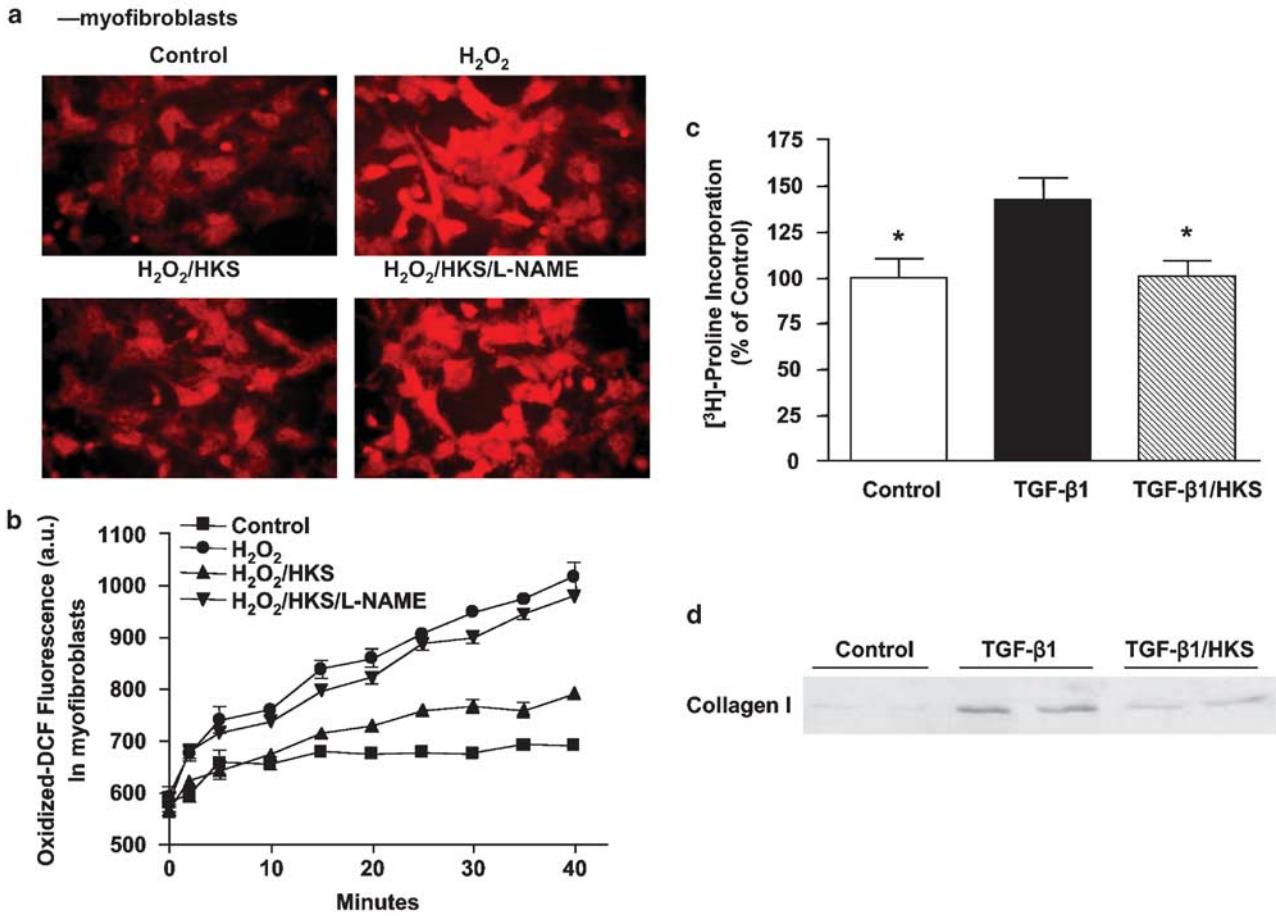 a —myofibroblasts
Control
H₂O₂
H₂O₂/HKS
H₂O₂/HKS/L-NAME
b
Oxidized-DCF Fluorescence (a.u.)
In myofibroblasts
1100
1000
900
800
700
600
500
Control
H₂O₂
H₂O₂/HKS
H₂O₂/HKS/L-NAME
0 10 20 30 40
Minutes
c
[³H]-Proline Incorporation
(% of Control)
175
150
125
100
75
50
25
0
* *
Control TGF-β1 TGF-β1/HKS
d
Control TGF-β1 TGF-β1/HKS
Collagen I